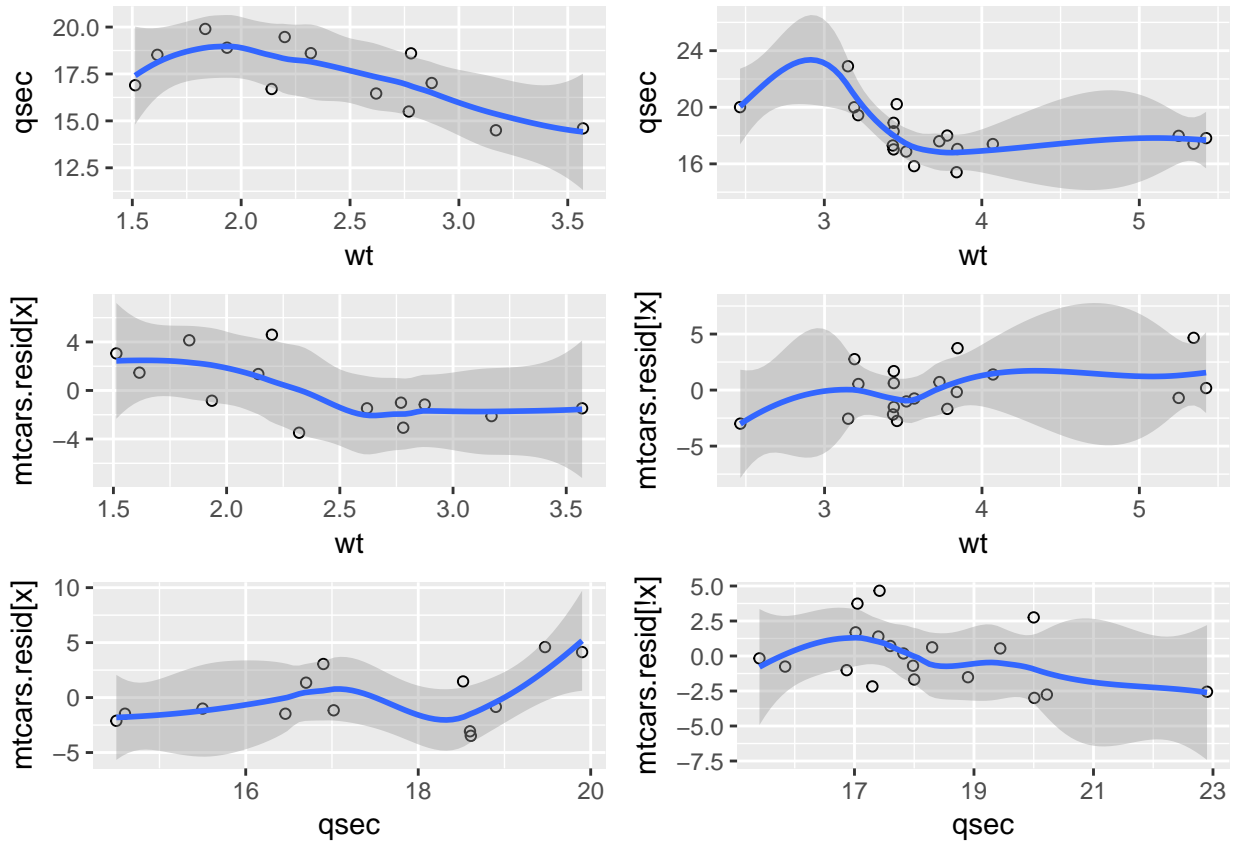 20.0
17.5
15.0
12.5
qsec
1.5 2.0 2.5 3.0 3.5
wt
24
20
16
qsec
3 4 5
wt
4
0
−4
mtcars.resid[x]
1.5 2.0 2.5 3.0 3.5
wt
5
0
−5
mtcars.resid[!x]
3 4 5
wt
10
5
0
−5
mtcars.resid[x]
16 18 20
qsec
5.0
2.5
0.0
−2.5
−5.0
−7.5
mtcars.resid[!x]
17 19 21 23
qsec